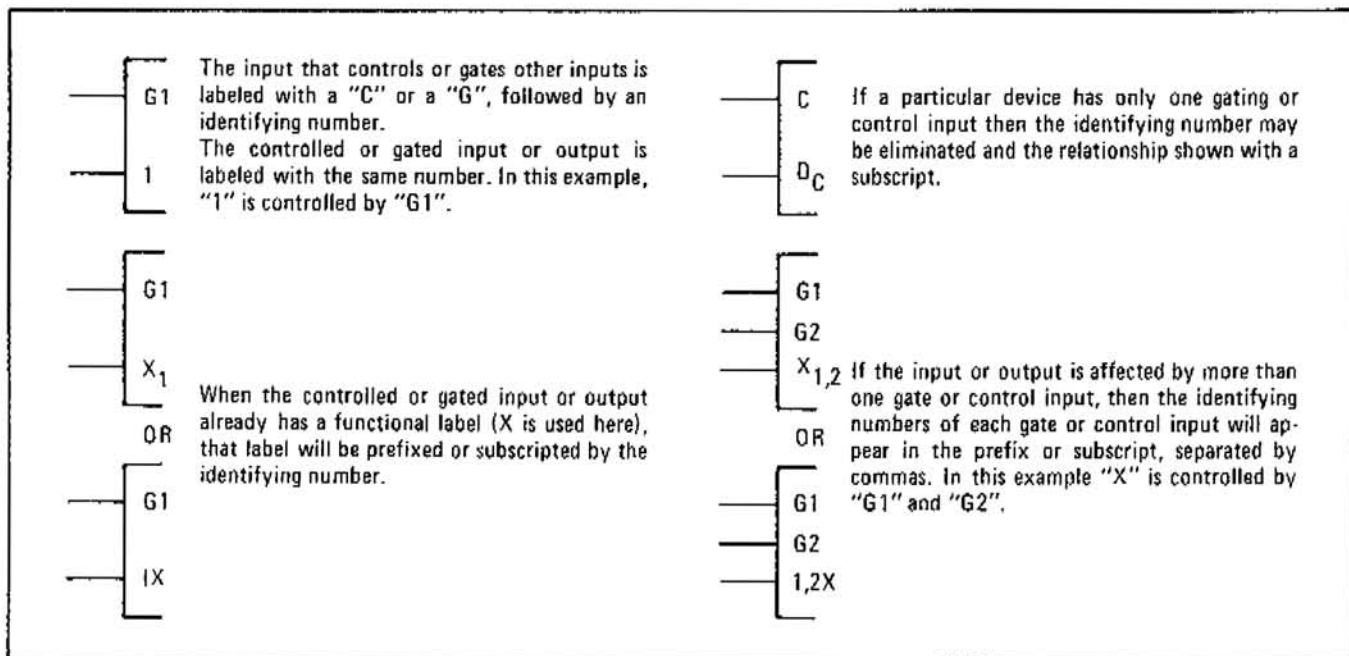 G1
The input that controls or gates other inputs is
labeled with a "C" or a "G", followed by an
identifying number.
1
The controlled or gated input or output is
labeled with the same number. In this example,
"1" is controlled by "G1".
G1
X1
OR
When the controlled or gated input or output
already has a functional label (X is used here),
that label will be prefixed or subscripted by the
identifying number.
G1
IX
C
DC
If a particular device has only one gating or
control input then the identifying number may
be eliminated and the relationship shown with a
subscript.
G1
G2
X1,2
OR
If the input or output is affected by more than
one gate or control input, then the identifying
numbers of each gate or control input will ap-
pear in the prefix or subscript, separated by
commas. In this example "X" is controlled by
"G1" and "G2".
G1
G2
1,2X